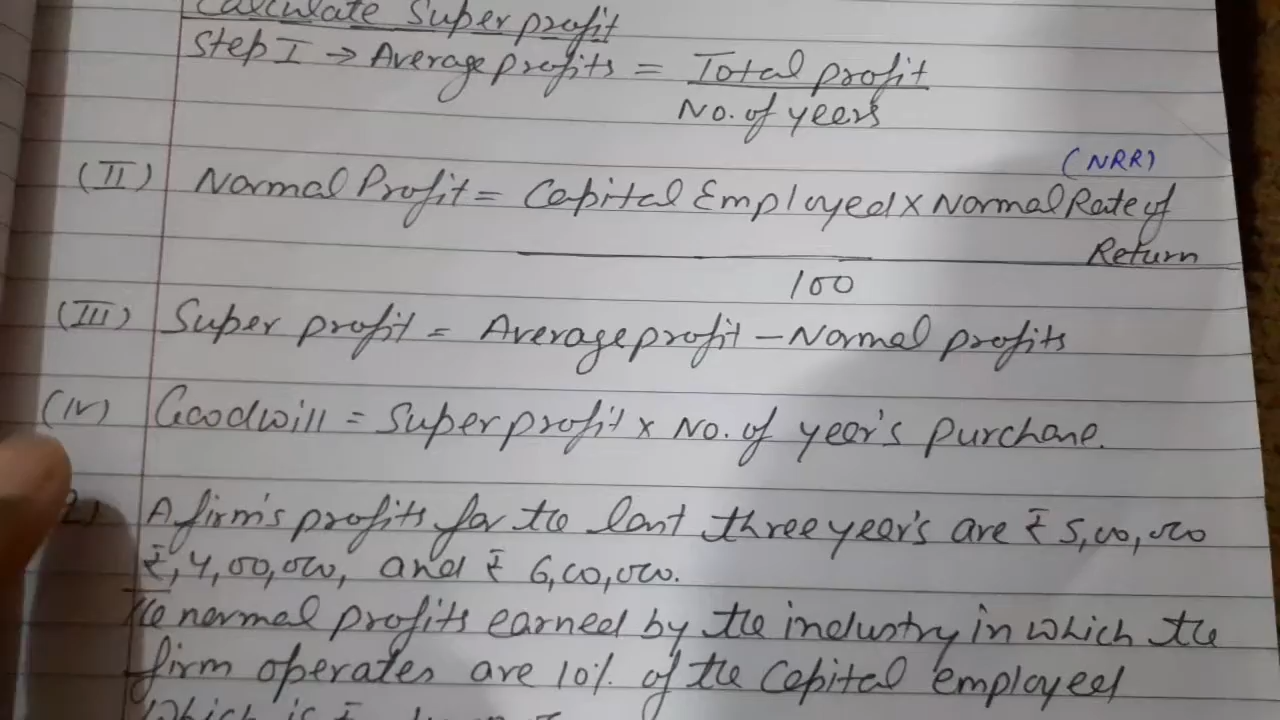 Calculate Super profit
Step I → Average profits = Total profit
No. of years
(NRR)
(II) Normal Profit = Capital Employed x Normal Rate of
Return
100
(III) Super profit = Average profit - Normal profits
(IV) Goodwill = Super profit x No. of year's purchase.
2) A firm's profits for the last three year's are ₹ 5,00,000
₹, 4,00,000, and ₹ 6,00,000.
The normal profits earned by the industry in which the
firm operates are 10% of the Capital employed
Which is ₹